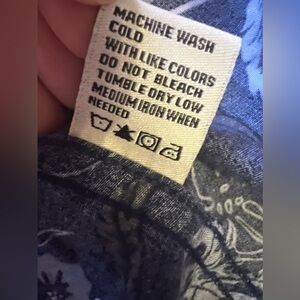 MACHINE WASH
COLD
WITH LIKE COLORS
DO NOT BLEACH
TUMBLE DRY LOW
MEDIUM IRON WHEN
NEEDED